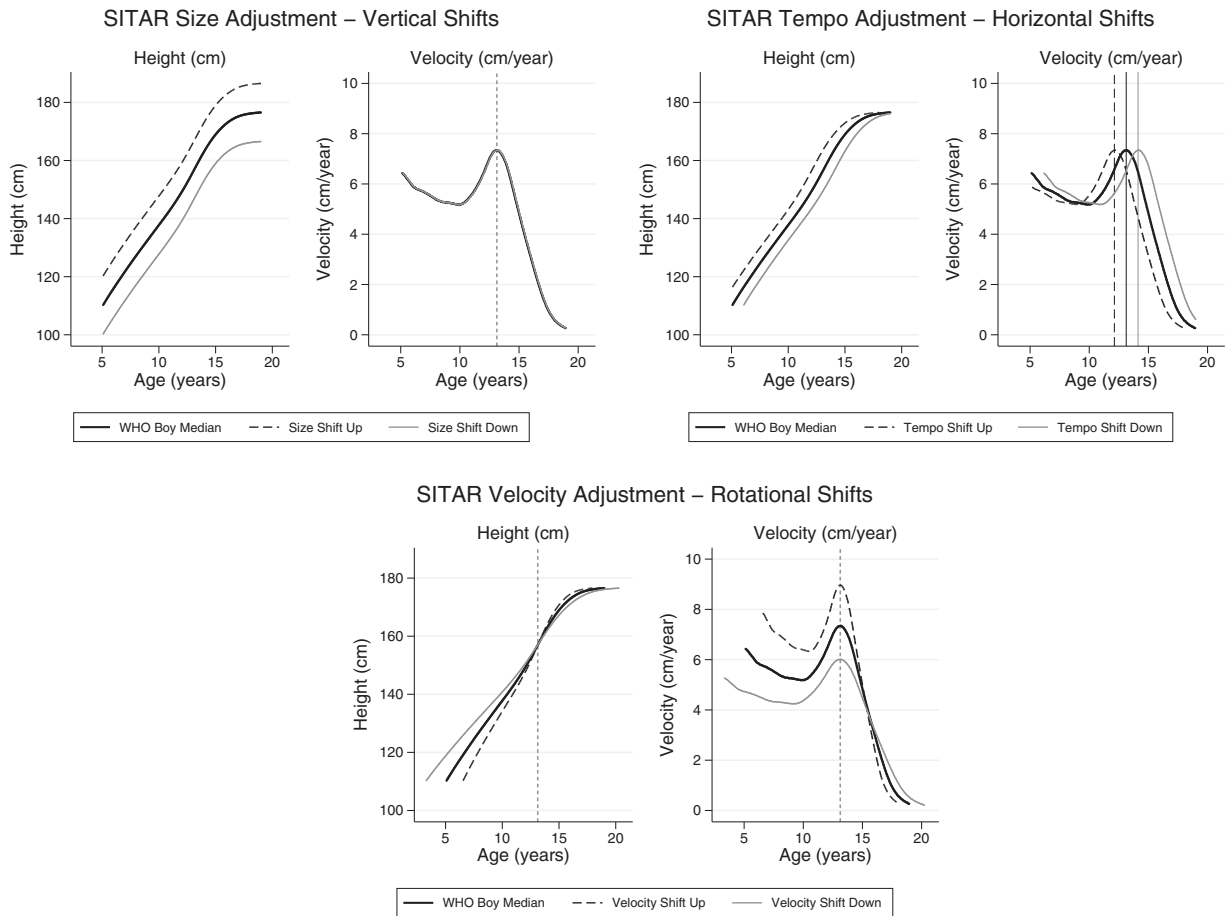 SITAR Size Adjustment – Vertical Shifts
Height (cm)
Velocity (cm/year)
Height (cm)
180
160
140
120
100
5 10 15 20
Age (years)
Velocity (cm/year)
10
8
6
4
2
0
5 10 15 20
Age (years)
WHO Boy Median Size Shift Up Size Shift Down
SITAR Tempo Adjustment – Horizontal Shifts
Height (cm)
Velocity (cm/year)
Height (cm)
180
160
140
120
100
5 10 15 20
Age (years)
Velocity (cm/year)
10
8
6
4
2
0
5 10 15 20
Age (years)
WHO Boy Median Tempo Shift Up Tempo Shift Down
SITAR Velocity Adjustment – Rotational Shifts
Height (cm)
Velocity (cm/year)
Height (cm)
180
160
140
120
100
5 10 15 20
Age (years)
Velocity (cm/year)
10
8
6
4
2
0
5 10 15 20
Age (years)
WHO Boy Median Velocity Shift Up Velocity Shift Down